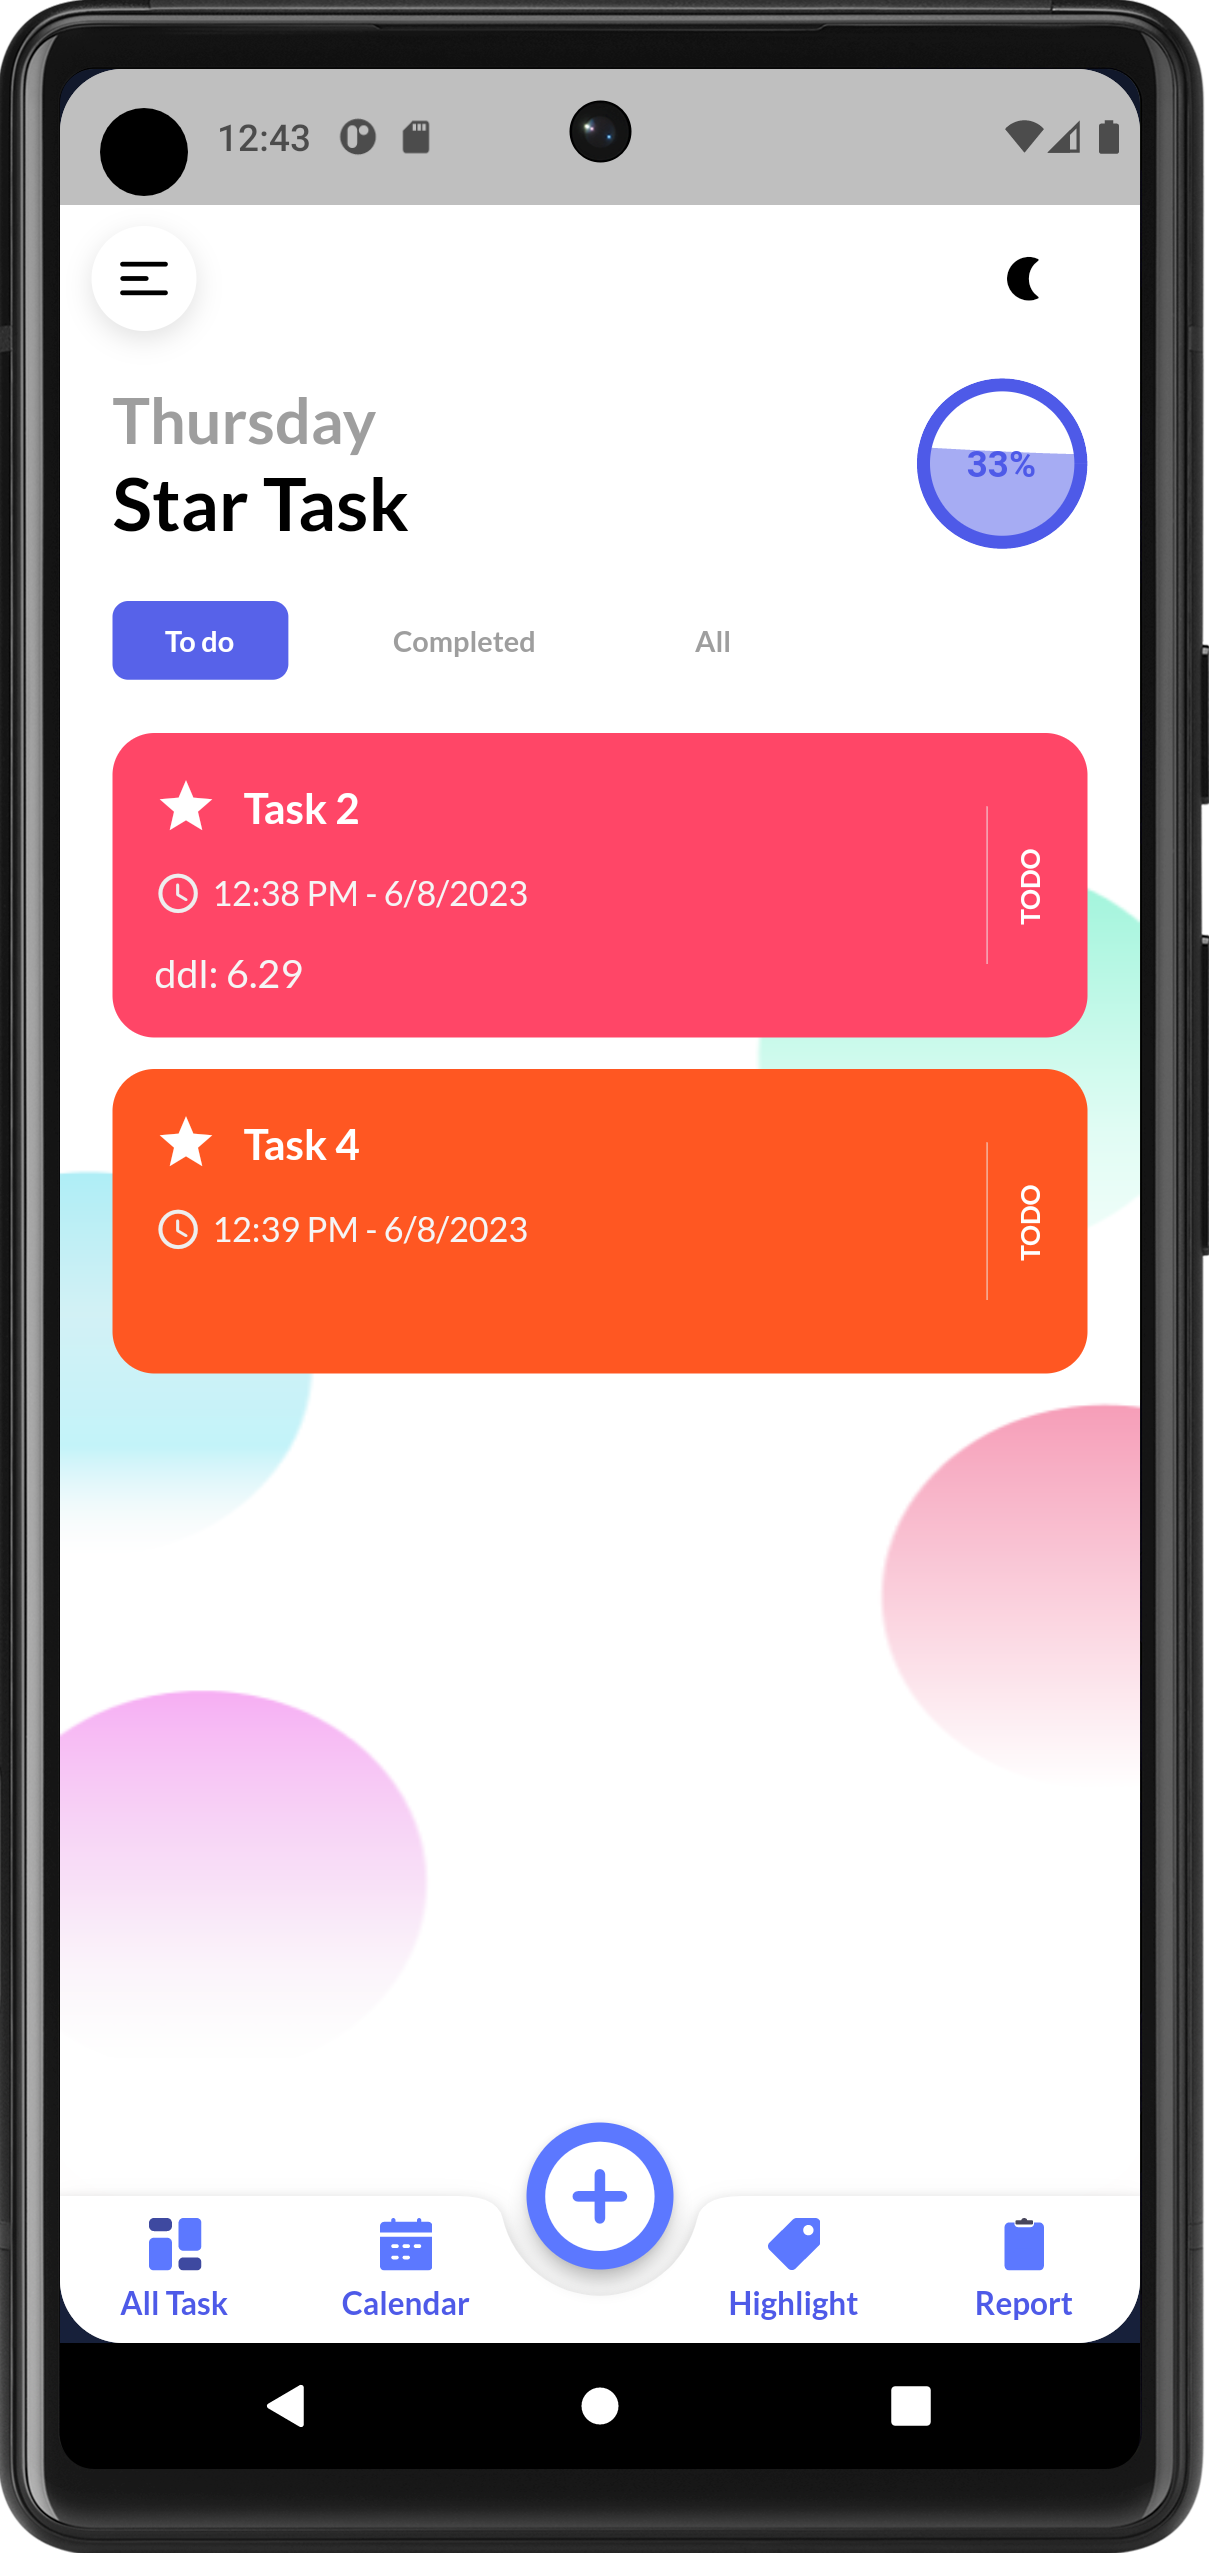 12:43
Thursday
33%
Star Task
To do
Completed
All
Task 2
12:38 PM - 6/8/2023
TODO
ddl: 6.29
Task 4
12:39 PM - 6/8/2023
TODO
All Task
Calendar
Highlight
Report